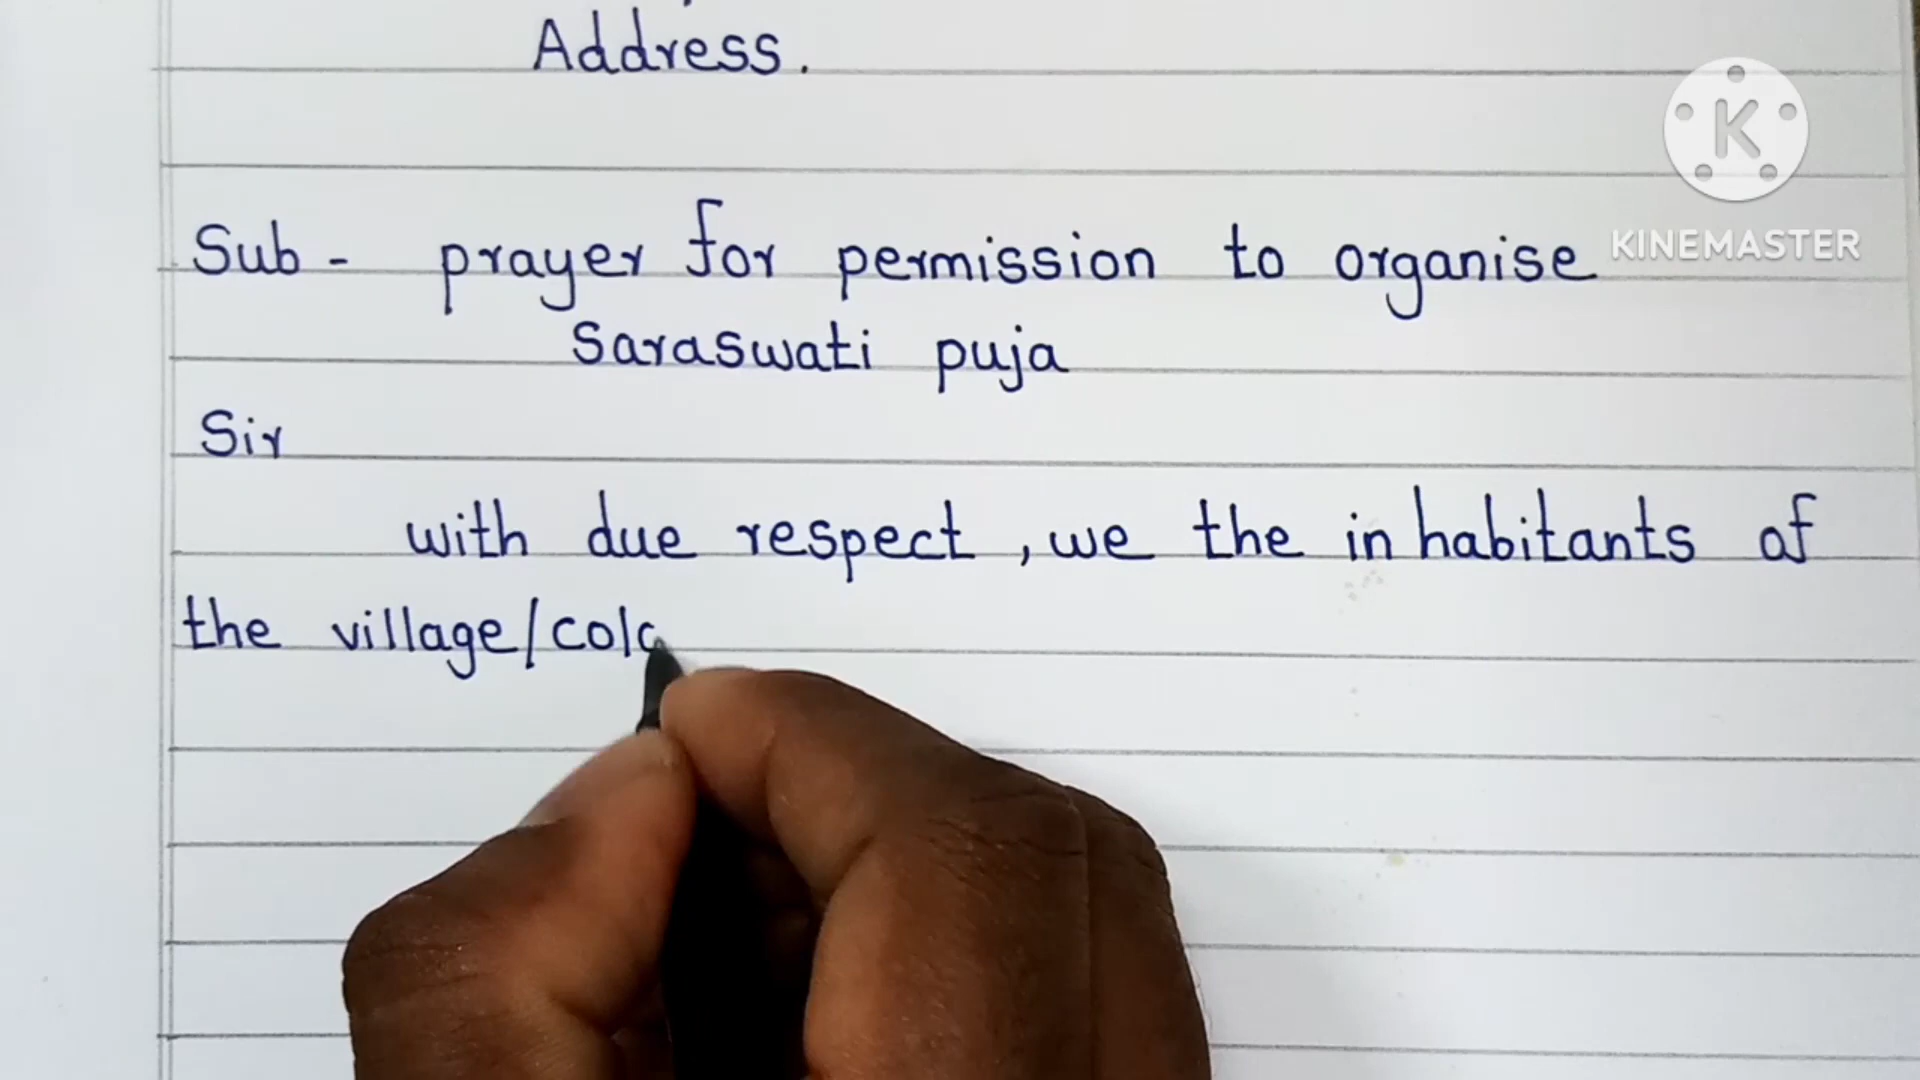 Address.
K
KINEMASTER
Sub - prayer for permission to organise
Saraswati puja
Sir
with due respect, we the inhabitants of
the village/